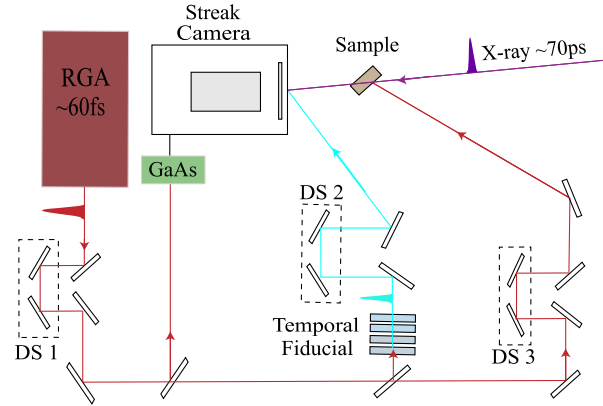 Streak
Camera
Sample
X-ray ~70ps
RGA
~60fs
GaAs
DS 2
DS 1
Temporal
Fiducial
DS 3